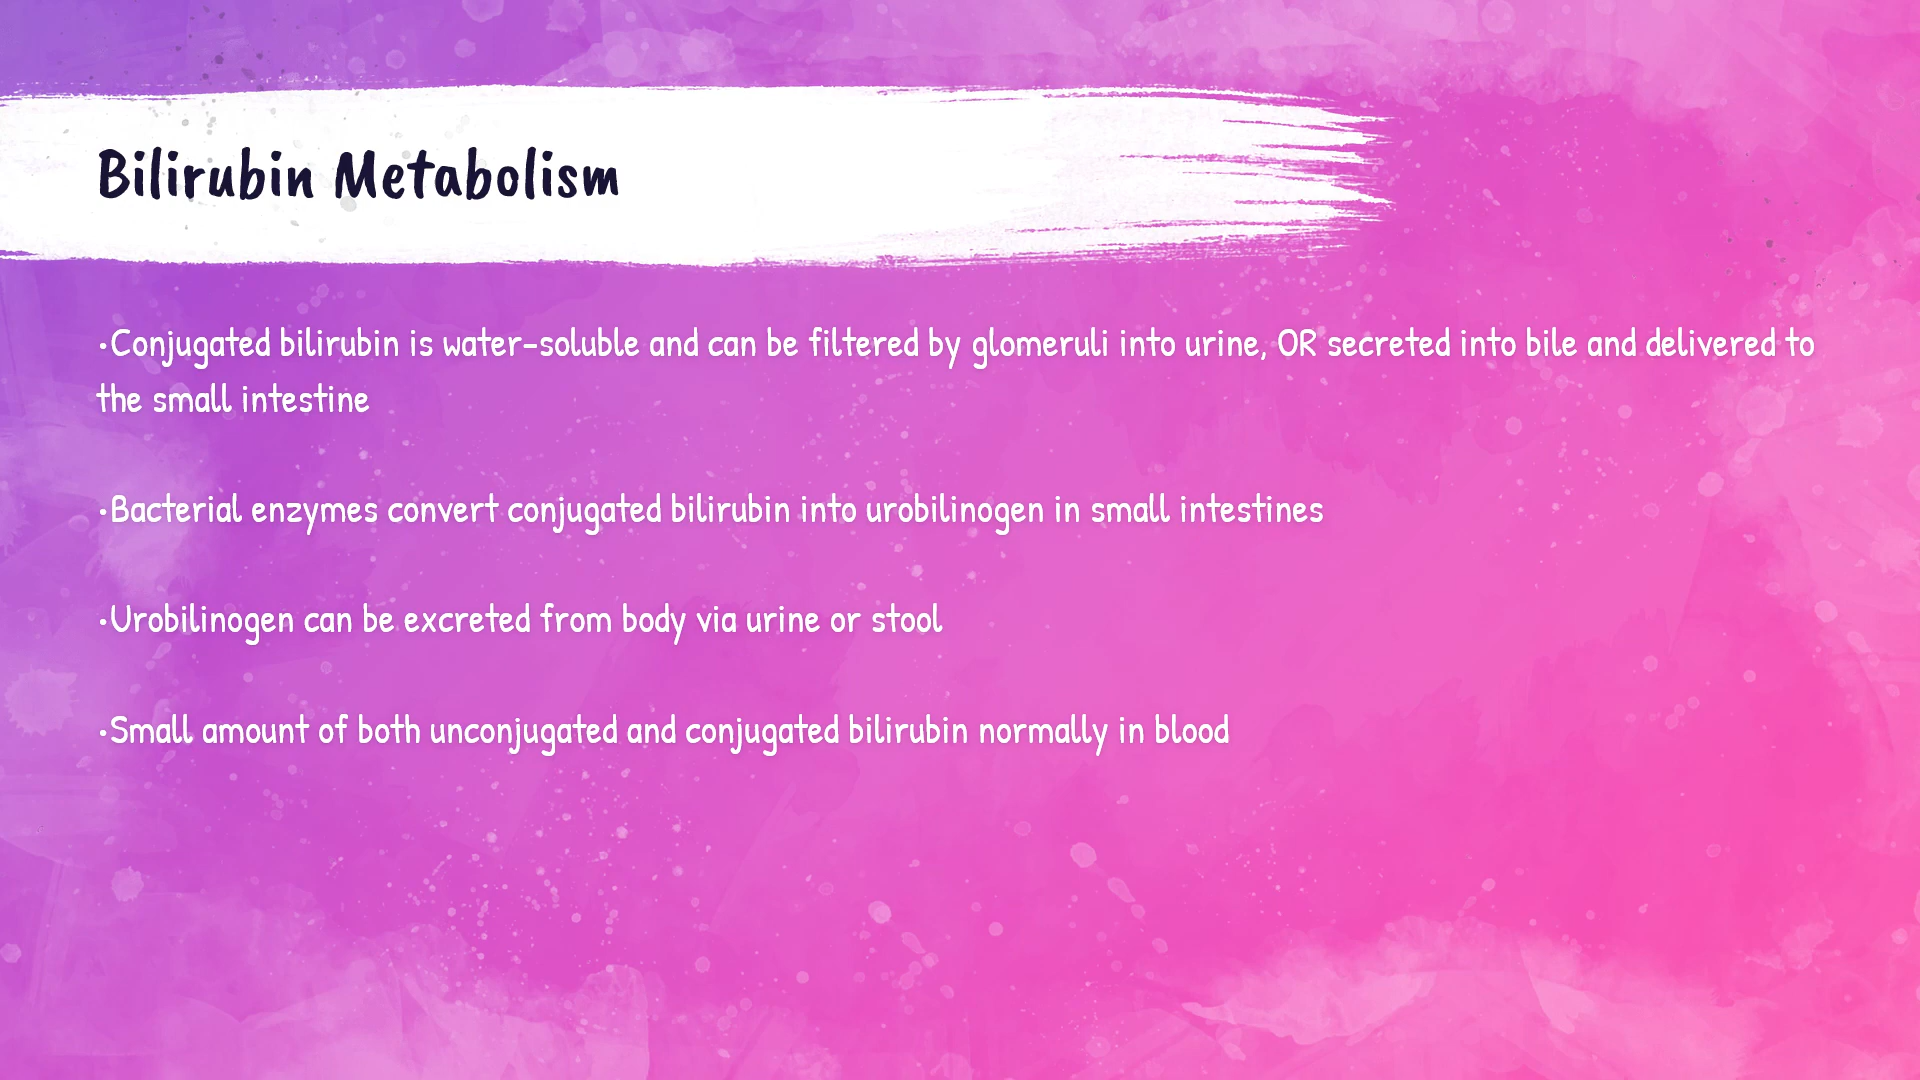 Bilirubin Metabolism
•Conjugated bilirubin is water-soluble and can be filtered by glomeruli into urine, OR secreted into bile and delivered to
the small intestine
•Bacterial enzymes convert conjugated bilirubin into urobilinogen in small intestines
•Urobilinogen can be excreted from body via urine or stool
•Small amount of both unconjugated and conjugated bilirubin normally in blood